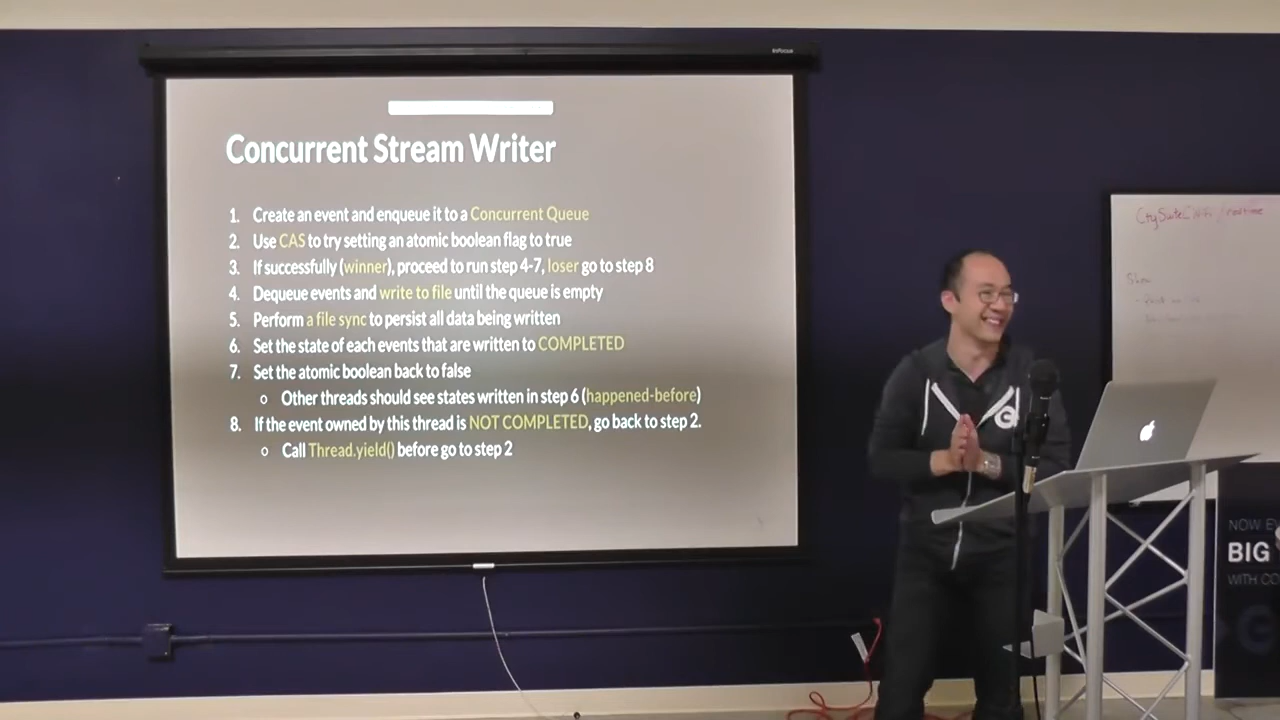 InFocus
Concurrent Stream Writer
1. Create an event and enqueue it to a Concurrent Queue
2. Use CAS to try setting an atomic boolean flag to true
3. If successfully (winner), proceed to run step 4-7, loser go to step 8
4. Dequeue events and write to file until the queue is empty
5. Perform a file sync to persist all data being written
6. Set the state of each events that are written to COMPLETED
7. Set the atomic boolean back to false
Other threads should see states written in step 6 (happened-before)
8. If the event owned by this thread is NOT COMPLETED, go back to step 2.
Call Thread.yield() before go to step 2
NOW
BIG
WITH